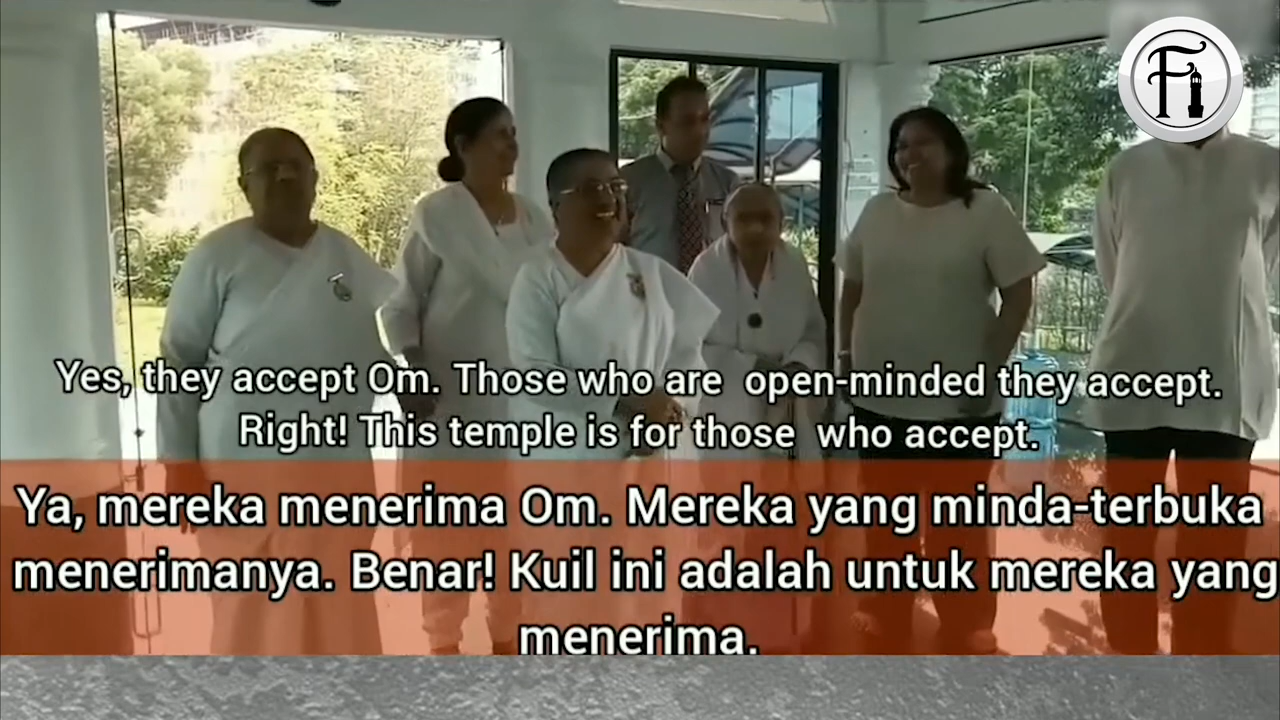 Fi
Yes, they accept Om. Those who are open-minded they accept.
Right! This temple is for those who accept.
Ya, mereka menerima Om. Mereka yang minda-terbuka
menerimanya. Benar! Kuil ini adalah untuk mereka yang
menerima.